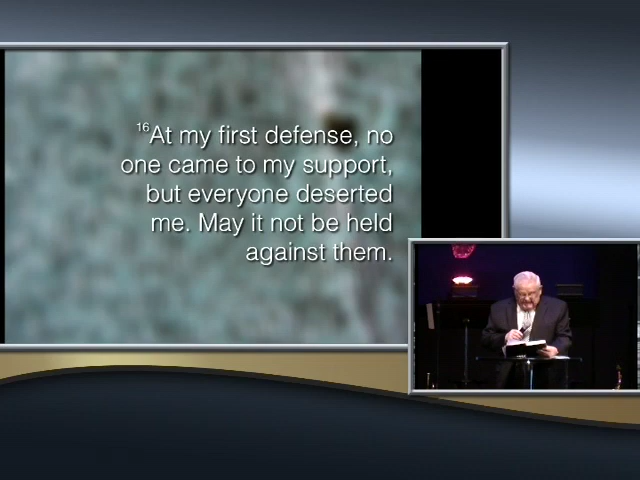 16At my first defense, no
one came to my support,
but everyone deserted
me. May it not be held
against them.